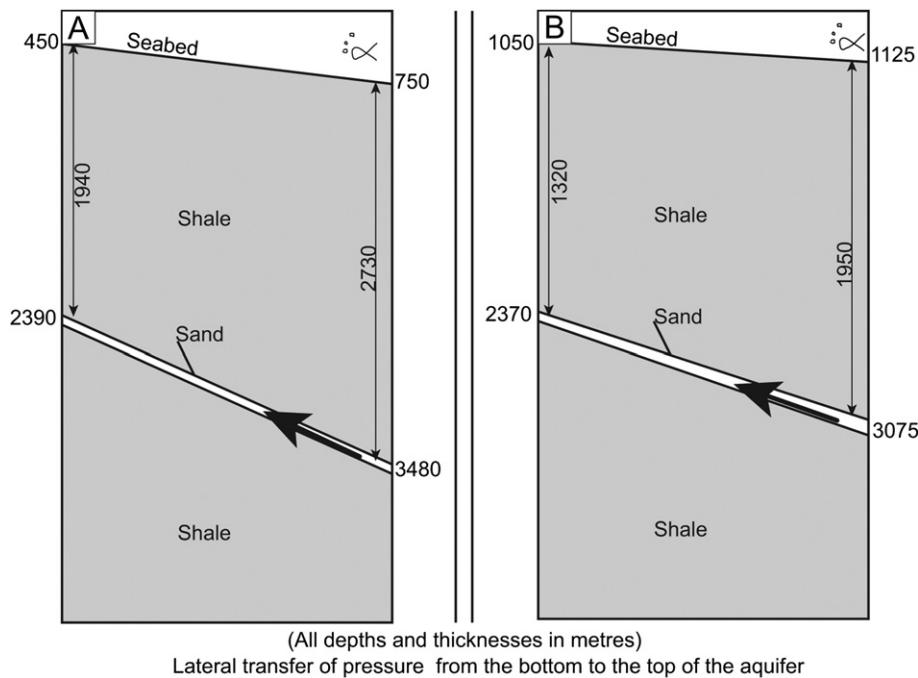 A
450
Seabed
750
1940
Shale
2730
2390
Sand
3480
Shale
B
1050
Seabed
1125
1320
Shale
1950
2370
Sand
3075
Shale
(All depths and thicknesses in metres)
Lateral transfer of pressure from the bottom to the top of the aquifer